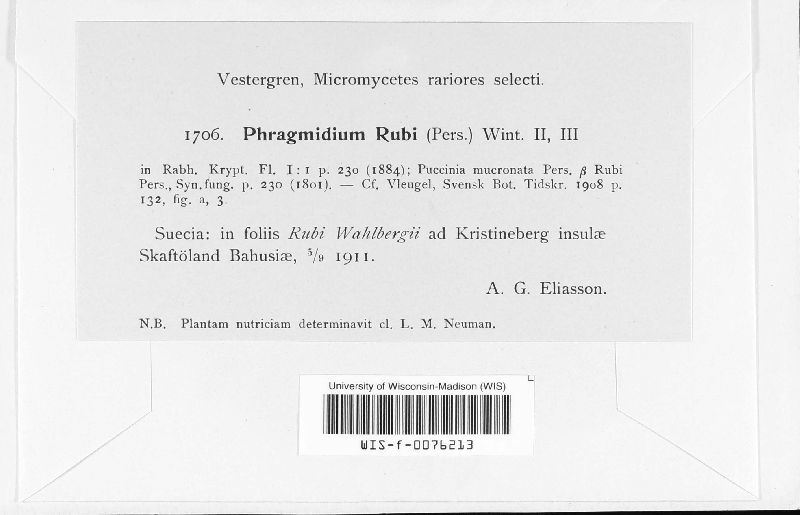 Vestergren, Micromycetes rariores selecti.
1706. Phragmidium Rubi (Pers.) Wint. II, III
in Rabh. Krypt. Fl. I: 1 p. 230 (1884); Puccinia mucronata Pers. β Rubi
Pers., Syn. fung. p. 230 (1801). — Cf. Vleugel, Svensk Bot. Tidskr. 1908 p.
132, fig. a, 3.
Suecia: in foliis Rubi Wahlbergii ad Kristineberg insulæ
Skaftöland Bahusiæ, 5/9 1911.
A. G. Eliasson.
N.B. Plantam nutriciam determinavit cl. L. M. Neuman.
University of Wisconsin-Madison (WIS)
WIS-f-0076213